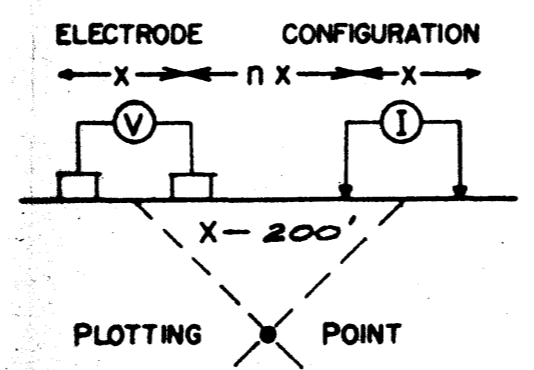 ELECTRODE CONFIGURATION
X n X X
V I
X — 200'
PLOTTING POINT